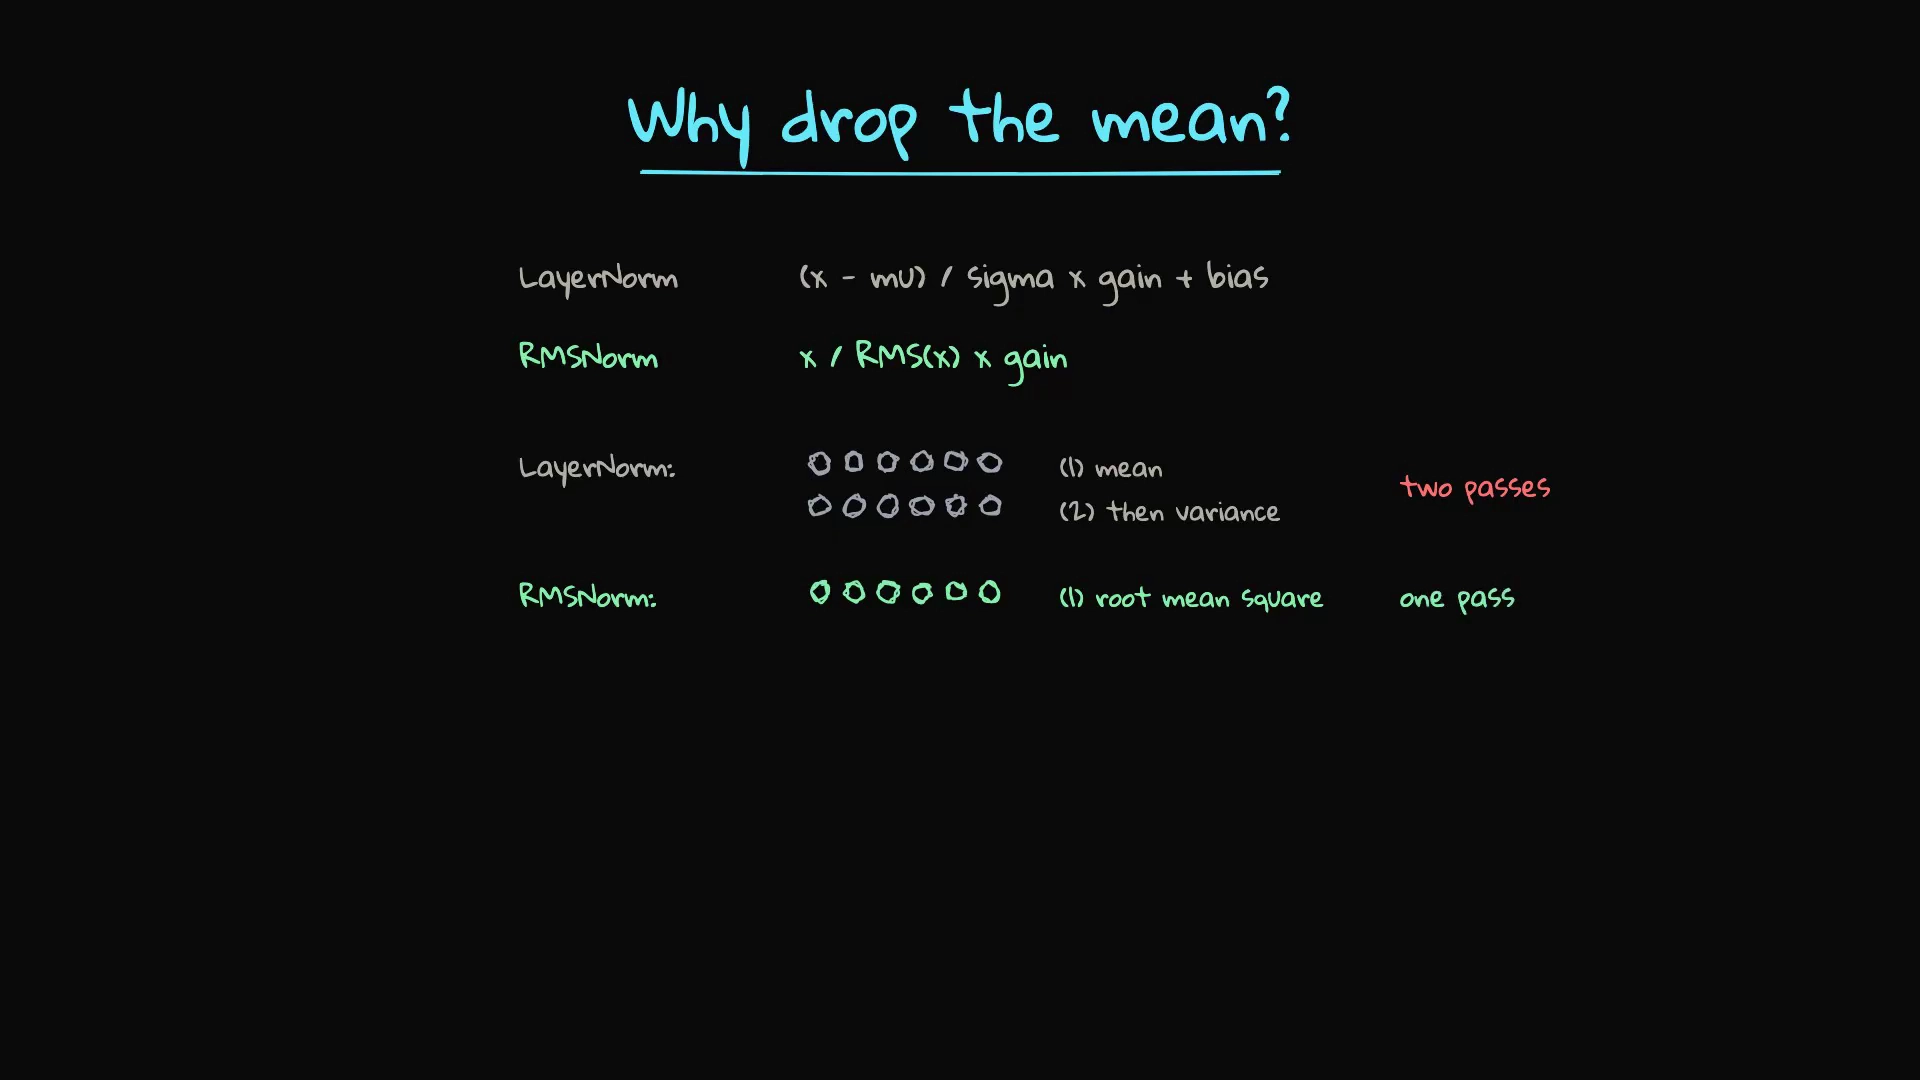 Why drop the mean?
LayerNorm (x - mu) / sigma x gain + bias
RMSNorm x / RMS(x) x gain
LayerNorm: (1) mean
(2) then variance
two passes
RMSNorm: (1) root mean square one pass